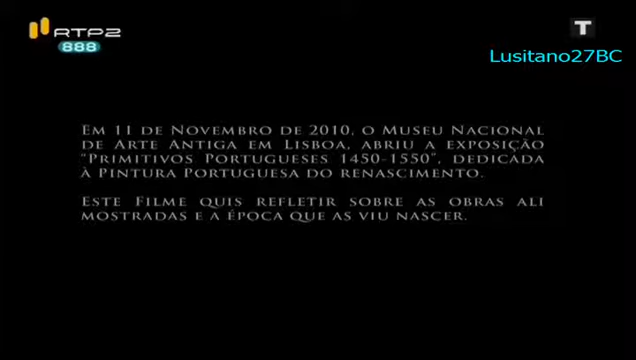 RTP2
888
T
Lusitano27BC
EM 11 DE NOVEMBRO DE 2010, O MUSEU NACIONAL
DE ARTE ANTIGA EM LISBOA, ABRIU A EXPOSIÇÃO
"PRIMITIVOS PORTUGUESES 1450-1550", DEDICADA
À PINTURA PORTUGUESA DO RENASCIMENTO.
ESTE FILME QUIS REFLETIR SOBRE AS OBRAS ALI
MOSTRADAS E A ÉPOCA QUE AS VIU NASCER.